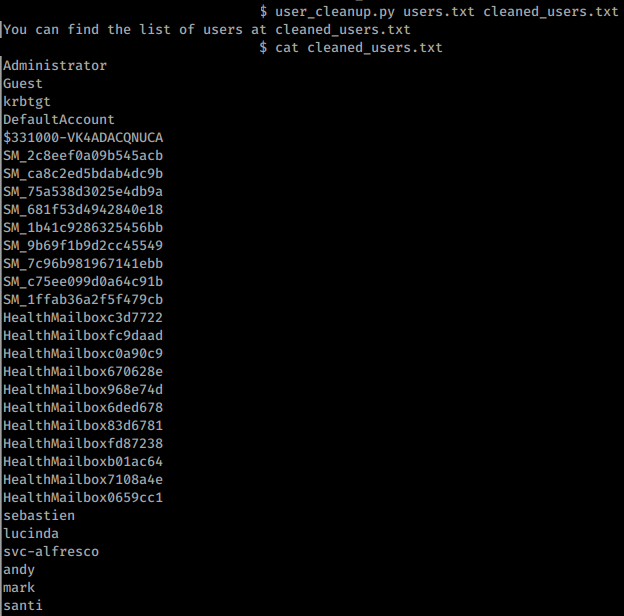 $ user_cleanup.py users.txt cleaned_users.txt
You can find the list of users at cleaned_users.txt
$ cat cleaned_users.txt
Administrator
Guest
krbtgt
DefaultAccount
$331000-VK4ADACQNUCA
SM_2c8eef0a09b545acb
SM_ca8c2ed5bdab4dc9b
SM_75a538d3025e4db9a
SM_681f53d4942840e18
SM_1b41c9286325456bb
SM_9b69f1b9d2cc45549
SM_7c96b981967141ebb
SM_c75ee099d0a64c91b
SM_1ffab36a2f5f479cb
HealthMailboxc3d7722
HealthMailboxfc9daad
HealthMailboxc0a90c9
HealthMailbox670628e
HealthMailbox968e74d
HealthMailbox6ded678
HealthMailbox83d6781
HealthMailboxfd87238
HealthMailboxb01ac64
HealthMailbox7108a4e
HealthMailbox0659cc1
sebastien
lucinda
svc-alfresco
andy
mark
santi